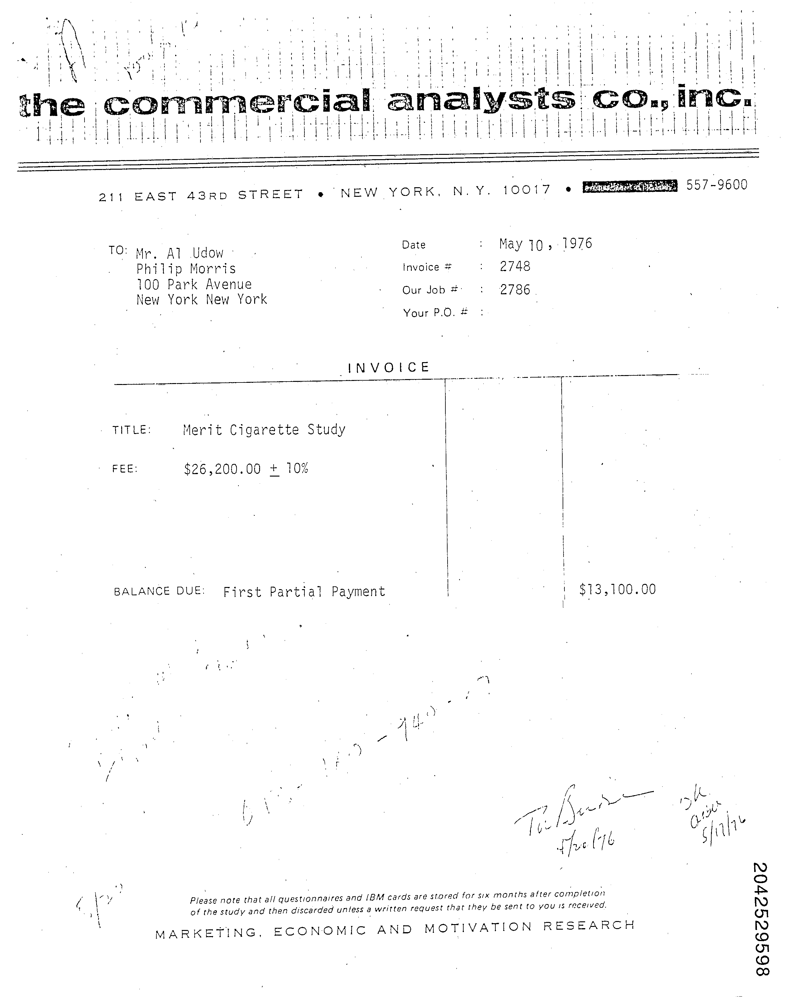 the commercial analysts co., inc.
211 EAST 43RD STREET • NEW YORK, N.Y. 10017 • 557-9600
TO: Mr. Al Udow
Philip Morris
100 Park Avenue
New York New York
Date : May 10, 1976
Invoice # : 2748
Our Job # : 2786
Your P.O. # :
INVOICE
TITLE: Merit Cigarette Study
FEE: $26,200.00 ± 10%
BALANCE DUE: First Partial Payment $13,100.00
- 940 -
5/20/76
ok
5/17/76
Please note that all questionnaires and IBM cards are stored for six months after completion
of the study and then discarded unless a written request that they be sent to you is received.
MARKETING, ECONOMIC AND MOTIVATION RESEARCH
2042529598